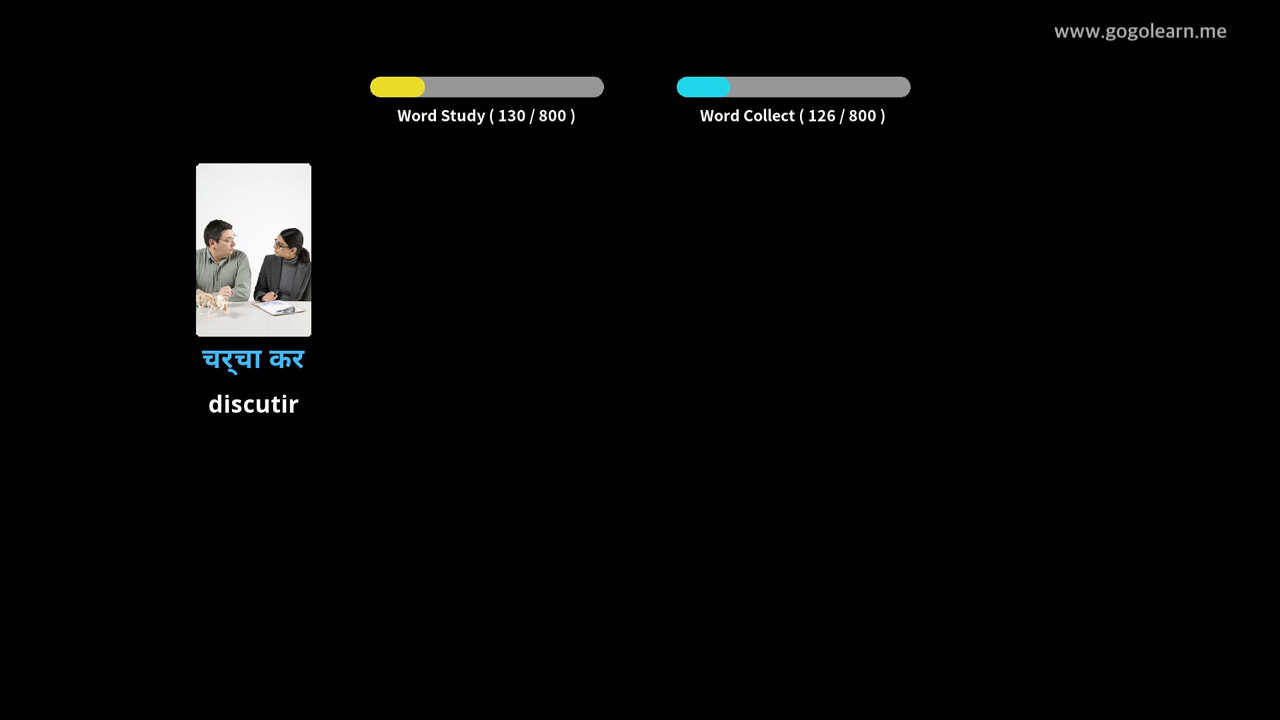 www.gogolearn.me
Word Study ( 130 / 800 )
Word Collect ( 126 / 800 )
चर्‌चा कर
discutir